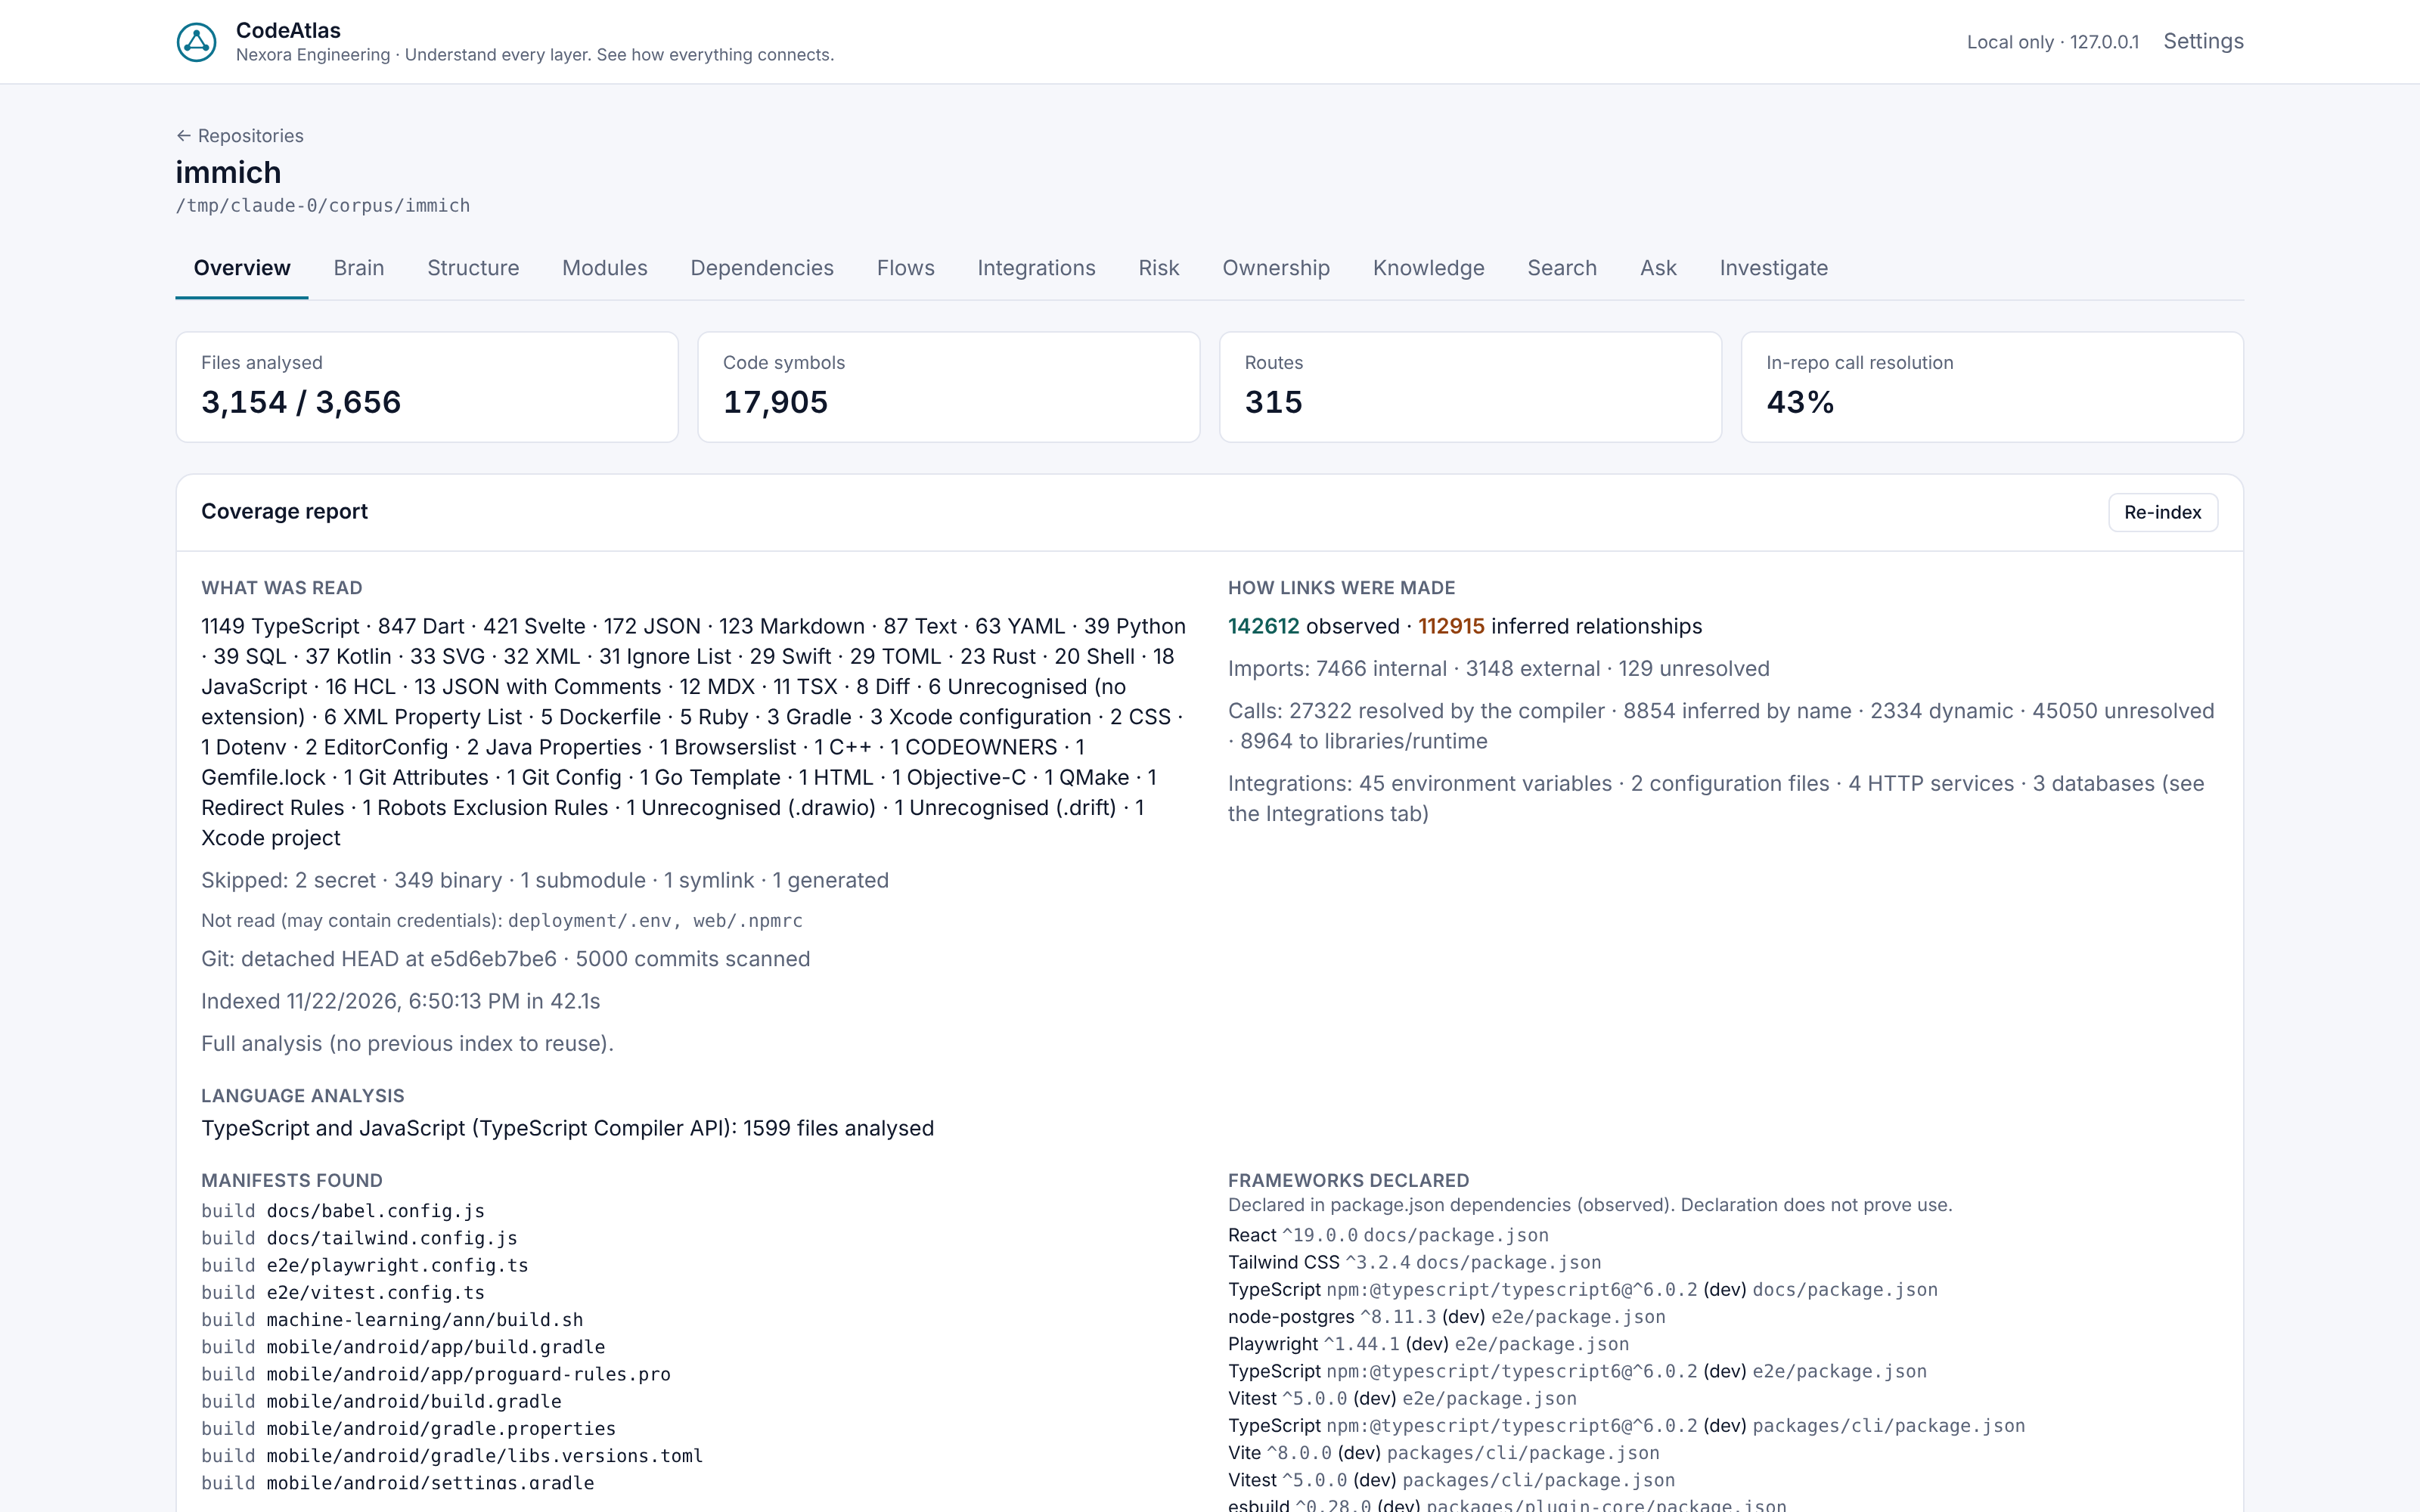 CodeAtlas
Nexora Engineering · Understand every layer. See how everything connects.
Local only · 127.0.0.1 Settings
← Repositories
immich
/tmp/claude-0/corpus/immich
Overview Brain Structure Modules Dependencies Flows Integrations Risk Ownership Knowledge Search Ask Investigate
Files analysed
3,154 / 3,656
Code symbols
17,905
Routes
315
In-repo call resolution
43%
Coverage report
Re-index
WHAT WAS READ
1149 TypeScript · 847 Dart · 421 Svelte · 172 JSON · 123 Markdown · 87 Text · 63 YAML · 39 Python
· 39 SQL · 37 Kotlin · 33 SVG · 32 XML · 31 Ignore List · 29 Swift · 29 TOML · 23 Rust · 20 Shell · 18
JavaScript · 16 HCL · 13 JSON with Comments · 12 MDX · 11 TSX · 8 Diff · 6 Unrecognised (no
extension) · 6 XML Property List · 5 Dockerfile · 5 Ruby · 3 Gradle · 3 Xcode configuration · 2 CSS ·
1 Dotenv · 2 EditorConfig · 2 Java Properties · 1 Browserslist · 1 C++ · 1 CODEOWNERS · 1
Gemfile.lock · 1 Git Attributes · 1 Git Config · 1 Go Template · 1 HTML · 1 Objective-C · 1 QMake · 1
Redirect Rules · 1 Robots Exclusion Rules · 1 Unrecognised (.drawio) · 1 Unrecognised (.drift) · 1
Xcode project
Skipped: 2 secret · 349 binary · 1 submodule · 1 symlink · 1 generated
Not read (may contain credentials): deployment/.env, web/.npmrc
Git: detached HEAD at e5d6eb7be6 · 5000 commits scanned
Indexed 11/22/2026, 6:50:13 PM in 42.1s
Full analysis (no previous index to reuse).
HOW LINKS WERE MADE
142612 observed · 112915 inferred relationships
Imports: 7466 internal · 3148 external · 129 unresolved
Calls: 27322 resolved by the compiler · 8854 inferred by name · 2334 dynamic · 45050 unresolved
· 8964 to libraries/runtime
Integrations: 45 environment variables · 2 configuration files · 4 HTTP services · 3 databases (see
the Integrations tab)
LANGUAGE ANALYSIS
TypeScript and JavaScript (TypeScript Compiler API): 1599 files analysed
MANIFESTS FOUND
build docs/babel.config.js
build docs/tailwind.config.js
build e2e/playwright.config.ts
build e2e/vitest.config.ts
build machine-learning/ann/build.sh
build mobile/android/app/build.gradle
build mobile/android/app/proguard-rules.pro
build mobile/android/build.gradle
build mobile/android/gradle.properties
build mobile/android/gradle/libs.versions.toml
build mobile/android/settings.gradle
FRAMEWORKS DECLARED
Declared in package.json dependencies (observed). Declaration does not prove use.
React ^19.0.0 docs/package.json
Tailwind CSS ^3.2.4 docs/package.json
TypeScript npm:@typescript/typescript6@^6.0.2 (dev) docs/package.json
node-postgres ^8.11.3 (dev) e2e/package.json
Playwright ^1.44.1 (dev) e2e/package.json
TypeScript npm:@typescript/typescript6@^6.0.2 (dev) e2e/package.json
Vitest ^5.0.0 (dev) e2e/package.json
TypeScript npm:@typescript/typescript6@^6.0.2 (dev) packages/cli/package.json
Vite ^8.0.0 (dev) packages/cli/package.json
Vitest ^5.0.0 (dev) packages/cli/package.json
esbuild ^0.28.0 (dev) packages/plugin-core/package.json